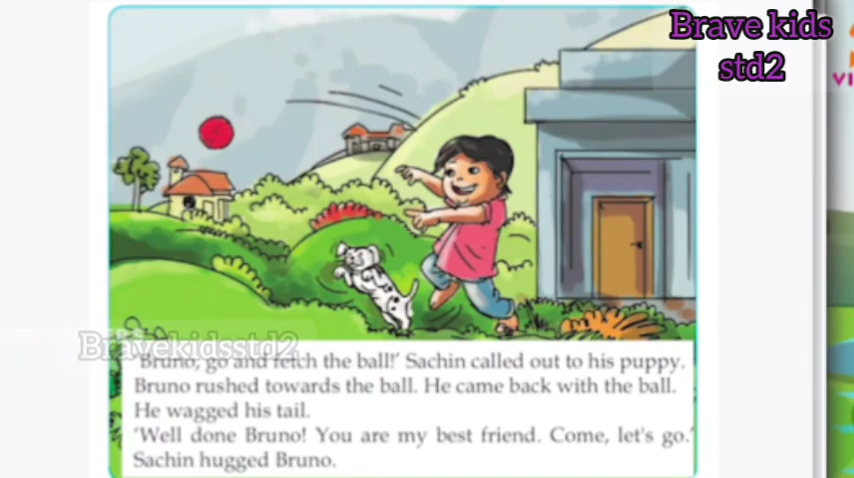 Brave kids
std2
VI
Bravekidsstd2
'Bruno, go and fetch the ball!' Sachin called out to his puppy.
Bruno rushed towards the ball. He came back with the ball.
He wagged his tail.
'Well done Bruno! You are my best friend. Come, let's go.'
Sachin hugged Bruno.